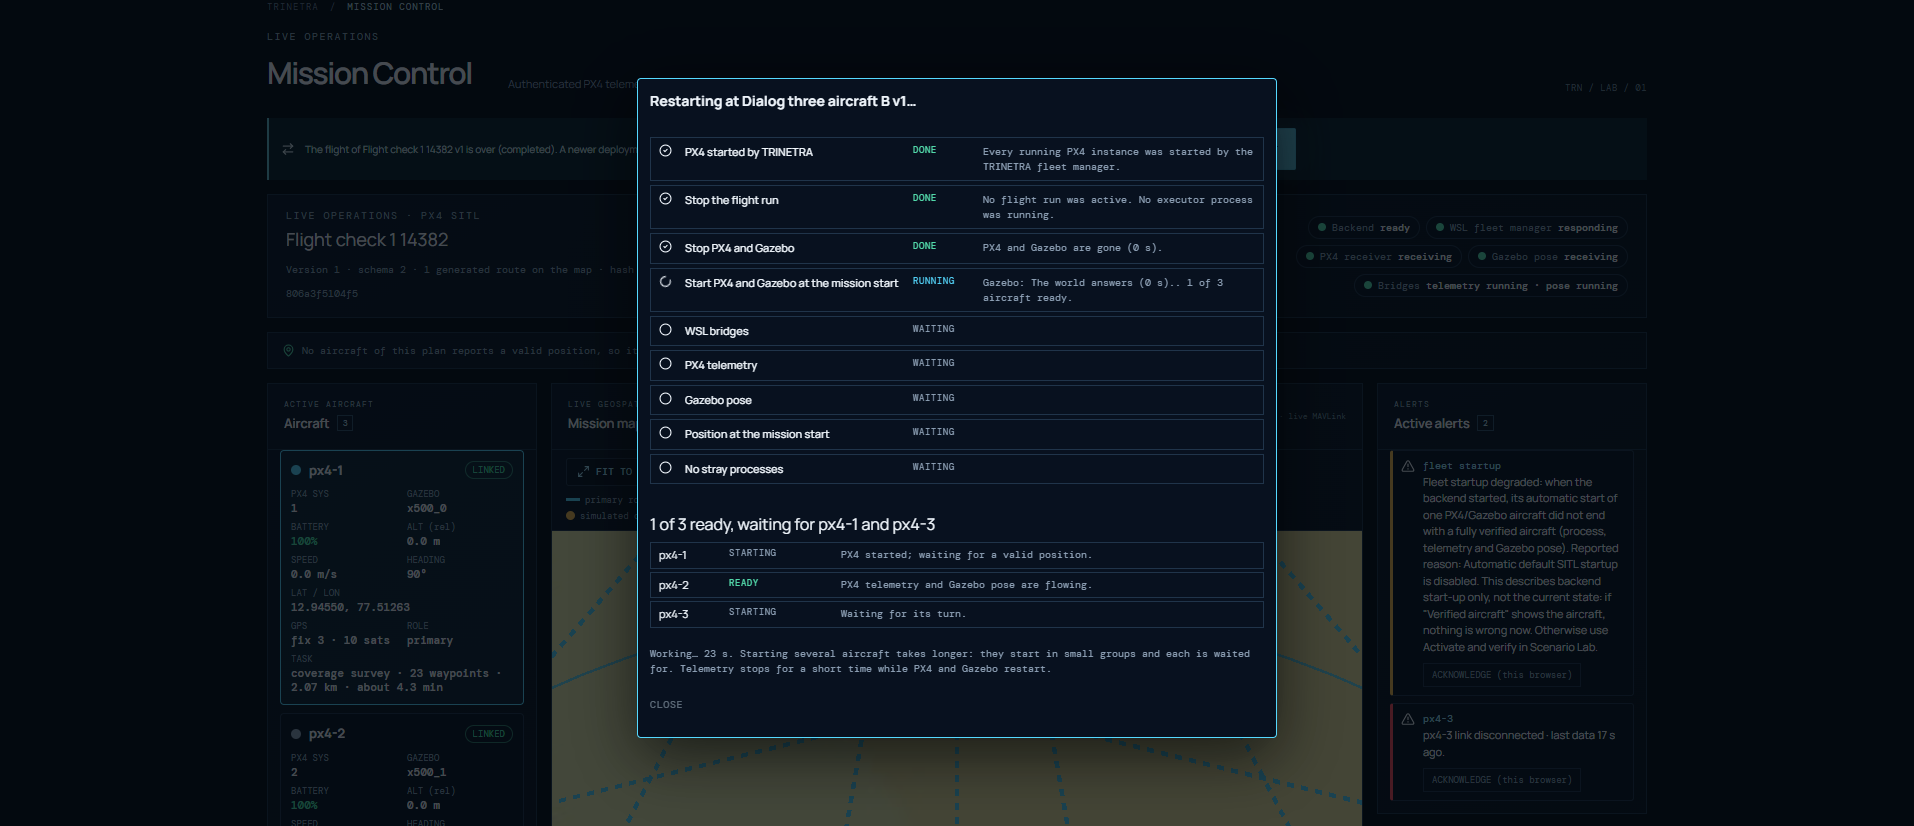 TRINETRA / MISSION CONTROL
LIVE OPERATIONS
Mission Control
Authenticated PX4 telem
TRN / LAB / 01
The flight of Flight check 1 14382 v1 is over (completed). A newer deploym
LIVE OPERATIONS · PX4 SITL
Flight check 1 14382
Version 1 · schema 2 · 1 generated route on the map · hash
806a3f5104f5
Backend ready
WSL fleet manager responding
PX4 receiver receiving
Gazebo pose receiving
Bridges telemetry running · pose running
No aircraft of this plan reports a valid position, so it
ACTIVE AIRCRAFT
Aircraft 3
px4-1 LINKED
PX4 SYS GAZEBO
1 x500_0
BATTERY ALT (rel)
100% 0.0 m
SPEED HEADING
0.0 m/s 90°
LAT / LON
12.94550, 77.51263
GPS ROLE
fix 3 · 10 sats primary
TASK
coverage survey · 23 waypoints ·
2.07 km · about 4.3 min
px4-2 LINKED
PX4 SYS GAZEBO
2 x500_1
BATTERY ALT (rel)
100% 0.0 m
SPEED HEADING
LIVE GEOSPAT
Mission ma
live MAVLink
FIT TO
primary ro
simulated
Restarting at Dialog three aircraft B v1…
PX4 started by TRINETRA DONE Every running PX4 instance was started by the
TRINETRA fleet manager.
Stop the flight run DONE No flight run was active. No executor process
was running.
Stop PX4 and Gazebo DONE PX4 and Gazebo are gone (0 s).
Start PX4 and Gazebo at the mission start RUNNING Gazebo: The world answers (0 s).. 1 of 3
aircraft ready.
WSL bridges WAITING
PX4 telemetry WAITING
Gazebo pose WAITING
Position at the mission start WAITING
No stray processes WAITING
1 of 3 ready, waiting for px4-1 and px4-3
px4-1 STARTING PX4 started; waiting for a valid position.
px4-2 READY PX4 telemetry and Gazebo pose are flowing.
px4-3 STARTING Waiting for its turn.
Working… 23 s. Starting several aircraft takes longer: they start in small groups and each is waited
for. Telemetry stops for a short time while PX4 and Gazebo restart.
CLOSE
ALERTS
Active alerts 2
fleet startup
Fleet startup degraded: when the
backend started, its automatic start of
one PX4/Gazebo aircraft did not end
with a fully verified aircraft (process,
telemetry and Gazebo pose). Reported
reason: Automatic default SITL startup
is disabled. This describes backend
start-up only, not the current state: if
"Verified aircraft" shows the aircraft,
nothing is wrong now. Otherwise use
Activate and verify in Scenario Lab.
ACKNOWLEDGE (this browser)
px4-3
px4-3 link disconnected · last data 17 s
ago.
ACKNOWLEDGE (this browser)